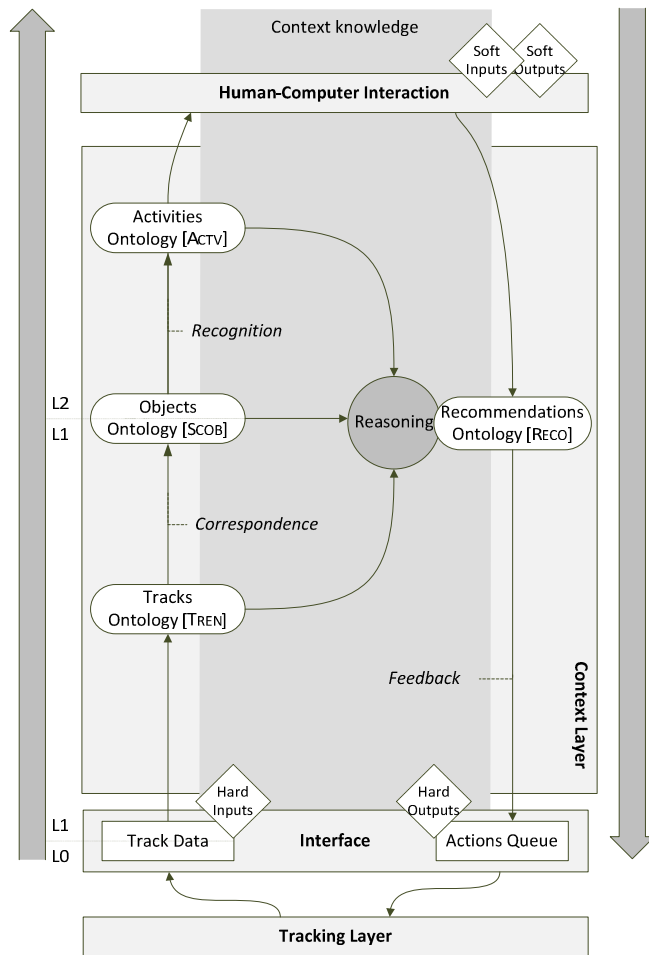 Context knowledge
Soft
Inputs
Soft
Outputs
Human-Computer Interaction
Activities
Ontology [ACTV]
Recognition
L2
L1
Objects
Ontology [SCOB]
Reasoning
Recommendations
Ontology [RECO]
Correspondence
Tracks
Ontology [TREN]
Feedback
Context Layer
Hard
Inputs
Hard
Outputs
L1
L0
Track Data
Interface
Actions Queue
Tracking Layer